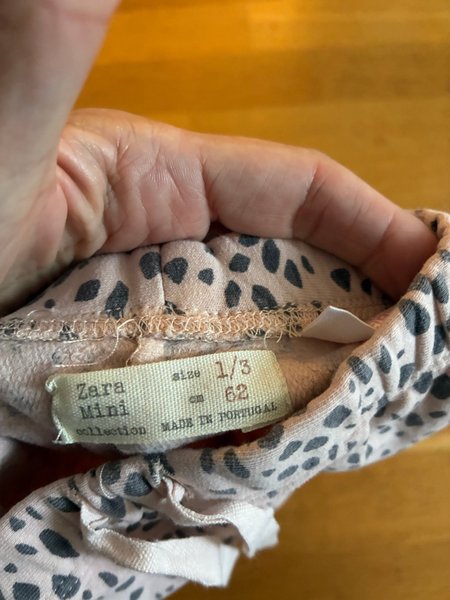 Zara size 1/3
Mini cm 62
collection MADE IN PORTUGAL